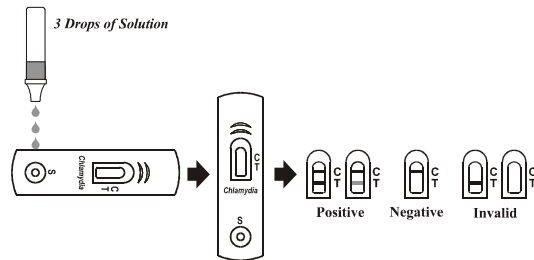 3 Drops of Solution
S
Chlamydia
C
T
C
T
Chlamydia
S
C
T
C
T
C
T
C
T
C
T
Positive
Negative
Invalid